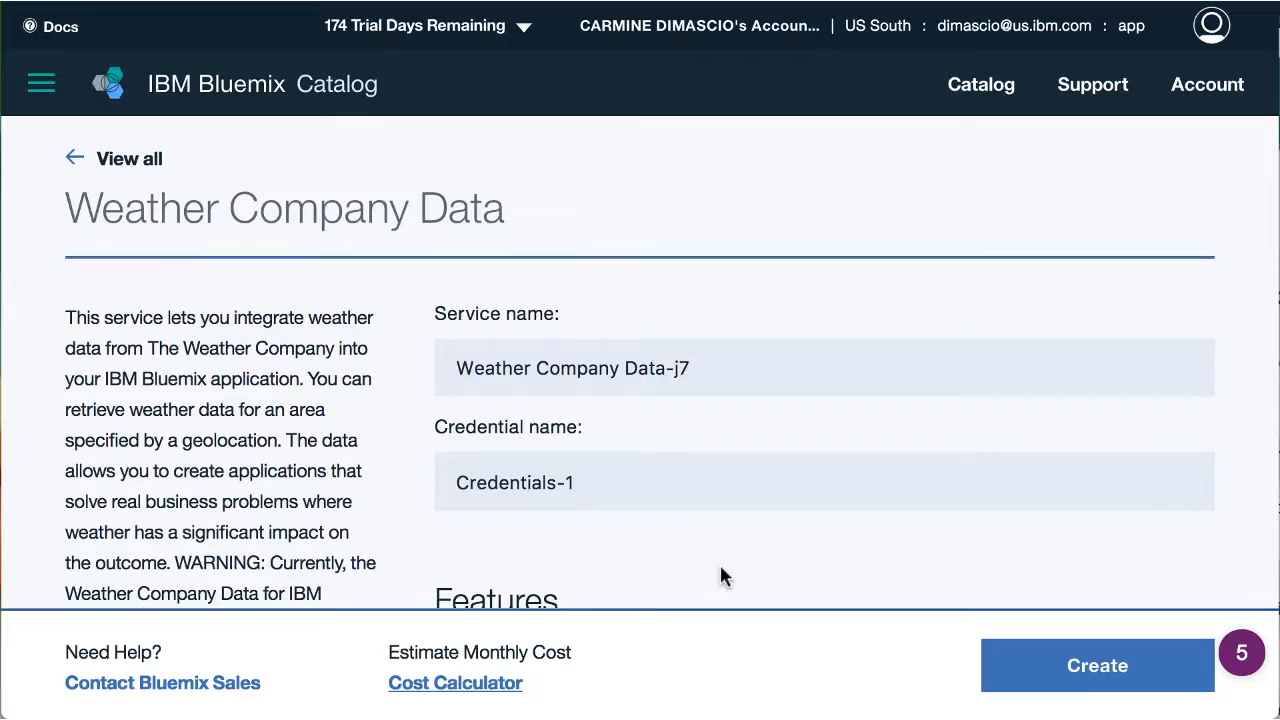 Docs
174 Trial Days Remaining
CARMINE DIMASCIO's Accoun... | US South : dimascio@us.ibm.com : app
IBM Bluemix Catalog
Catalog
Support
Account
← View all
Weather Company Data
This service lets you integrate weather
data from The Weather Company into
your IBM Bluemix application. You can
retrieve weather data for an area
specified by a geolocation. The data
allows you to create applications that
solve real business problems where
weather has a significant impact on
the outcome. WARNING: Currently, the
Weather Company Data for IBM
Service name:
Weather Company Data-j7
Credential name:
Credentials-1
Features
Need Help?
Contact Bluemix Sales
Estimate Monthly Cost
Cost Calculator
Create
5